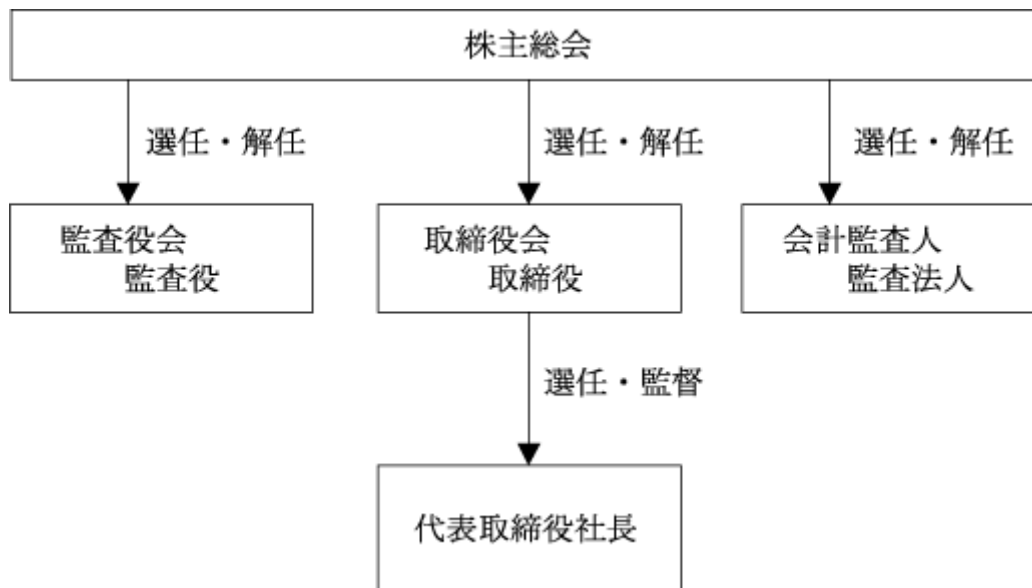 株主総会
選任・解任
選任・解任
選任・解任
監査役会
監査役
取締役会
取締役
会計監査人
監査法人
選任・監督
代表取締役社長